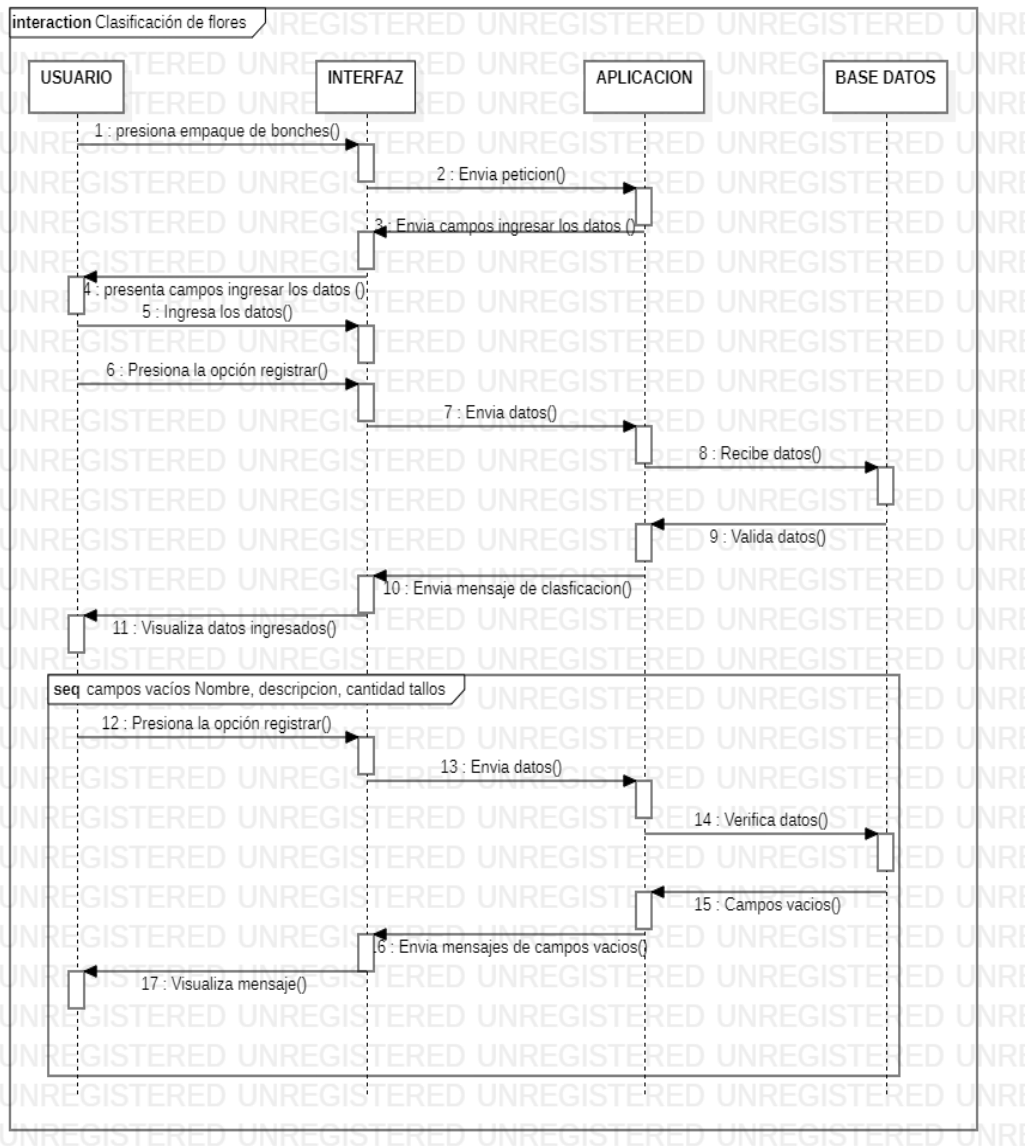 interaction Clasificación de flores
USUARIO
INTERFAZ
APLICACION
BASE DATOS
1 : presiona empaque de bonches()
2 : Envia peticion()
3 : Envia campos ingresar los datos ()
4 : presenta campos ingresar los datos ()
5 : Ingresa los datos()
6 : Presiona la opción registrar()
7 : Envia datos()
8 : Recibe datos()
9 : Valida datos()
10 : Envia mensaje de clasficacion()
11 : Visualiza datos ingresados()
seq campos vacíos Nombre, descripcion, cantidad tallos
12 : Presiona la opción registrar()
13 : Envia datos()
14 : Verifica datos()
15 : Campos vacios()
16 : Envia mensajes de campos vacios()
17 : Visualiza mensaje()
UNREGISTERED